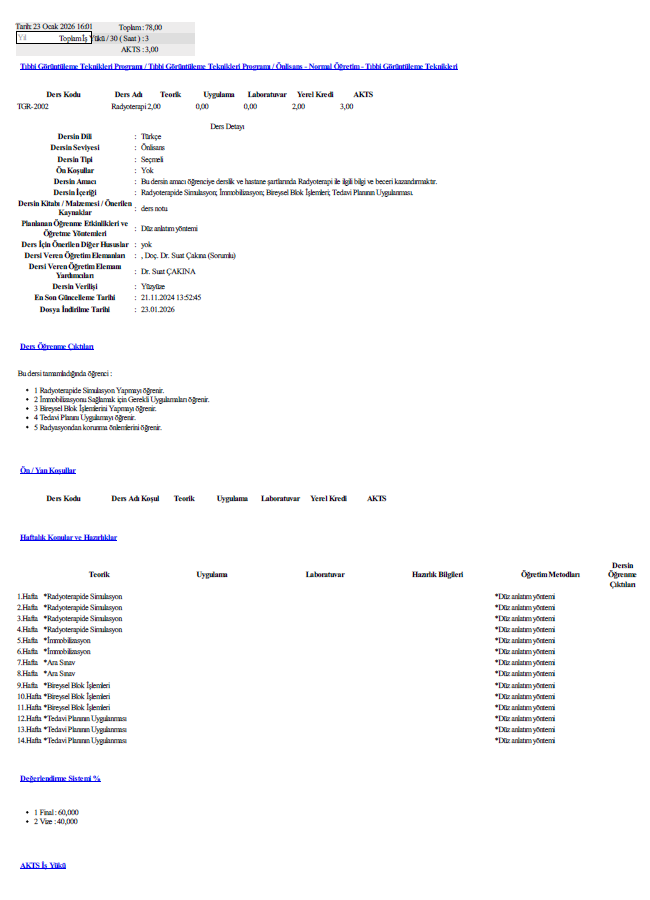 Tarih: 23 Ocak 2026 16:01 Toplam : 78,00
Yıl Toplam İş Yükü / 30 ( Saat ) : 3
AKTS : 3,00
Tıbbi Görüntüleme Teknikleri Programı / Tıbbi Görüntüleme Teknikleri Programı / Önlisans - Normal Öğretim - Tıbbi Görüntüleme Teknikleri
Ders Kodu Ders Adı Teorik Uygulama Laboratuvar Yerel Kredi AKTS
TGR-2002 Radyoterapi 2,00 0,00 0,00 2,00 3,00
Ders Detayı
Dersin Dili : Türkçe
Dersin Seviyesi : Önlisans
Dersin Tipi : Seçmeli
Ön Koşullar : Yok
Dersin Amacı : Bu dersin amacı öğrenciye derslik ve hastane şartlarında Radyoterapi ile ilgili bilgi ve beceri kazandırmaktır.
Dersin İçeriği : Radyoterapide Simulasyon; İmmobilizasyon; Bireysel Blok İşlemleri; Tedavi Planının Uygulanması.
Dersin Kitabı / Malzemesi / Önerilen
Kaynaklar : ders notu
Planlanan Öğrenme Etkinlikleri ve
Öğretme Yöntemleri : Düz anlatım yöntemi
Ders İçin Önerilen Diğer Hususlar : yok
Dersi Veren Öğretim Elemanları : , Doç. Dr. Suat Çakına (Sorumlu)
Dersi Veren Öğretim Elemanı
Yardımcıları : Dr. Suat ÇAKINA
Dersin Verilişi : Yüzyüze
En Son Güncelleme Tarihi : 21.11.2024 13:52:45
Dosya İndirilme Tarihi : 23.01.2026
Ders Öğrenme Çıktıları
Bu dersi tamamladığında öğrenci :
• 1 Radyoterapide Simulasyon Yapmayı öğrenir.
• 2 İmmobilizasyonu Sağlamak için Gerekli Uygulamaları öğrenir.
• 3 Bireysel Blok İşlemlerini Yapmayı öğrenir.
• 4 Tedavi Planını Uygulamayı öğrenir.
• 5 Radyasyondan korunma önlemlerini öğrenir.
Ön / Yan Koşullar
Ders Kodu Ders Adı Koşul Teorik Uygulama Laboratuvar Yerel Kredi AKTS
Haftalık Konular ve Hazırlıklar
Teorik Uygulama Laboratuvar Hazırlık Bilgileri Öğretim Metodları Dersin Öğrenme Çıktıları
1.Hafta *Radyoterapide Simulasyon *Düz anlatım yöntemi
2.Hafta *Radyoterapide Simulasyon *Düz anlatım yöntemi
3.Hafta *Radyoterapide Simulasyon *Düz anlatım yöntemi
4.Hafta *Radyoterapide Simulasyon *Düz anlatım yöntemi
5.Hafta *İmmobilizasyon *Düz anlatım yöntemi
6.Hafta *İmmobilizasyon *Düz anlatım yöntemi
7.Hafta *Ara Sınav *Düz anlatım yöntemi
8.Hafta *Ara Sınav *Düz anlatım yöntemi
9.Hafta *Bireysel Blok İşlemleri *Düz anlatım yöntemi
10.Hafta *Bireysel Blok İşlemleri *Düz anlatım yöntemi
11.Hafta *Bireysel Blok İşlemleri *Düz anlatım yöntemi
12.Hafta *Tedavi Planının Uygulanması *Düz anlatım yöntemi
13.Hafta *Tedavi Planının Uygulanması *Düz anlatım yöntemi
14.Hafta *Tedavi Planının Uygulanması *Düz anlatım yöntemi
Değerlendirme Sistemi %
• 1 Final : 60,000
• 2 Vize : 40,000
AKTS İş Yükü